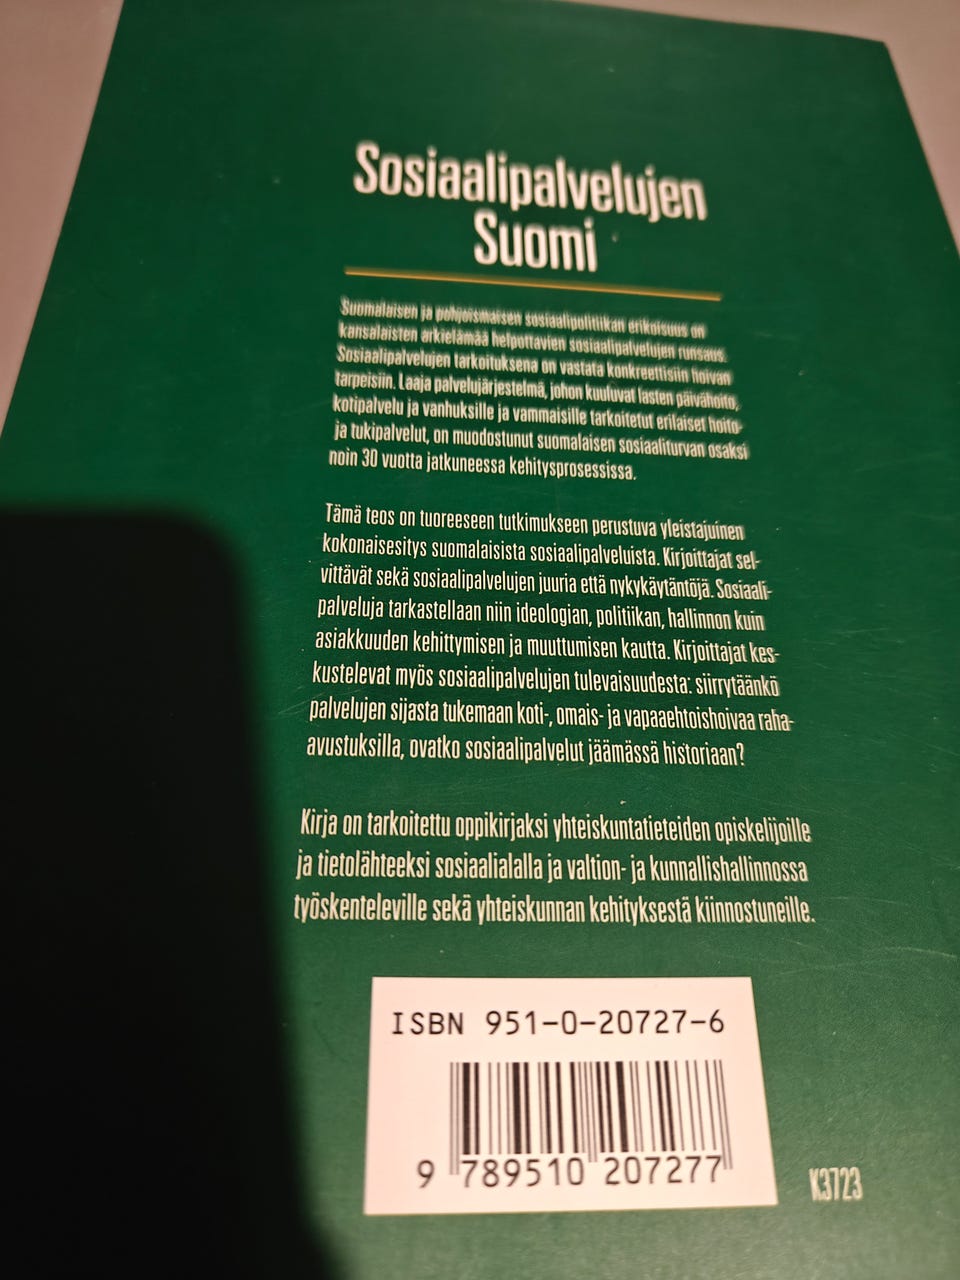 Sosiaalipalvelujen
Suomi
Suomalaisen ja pohjoismaisen sosiaalipolitiikan erikoisuus on
kansalaisten arkielämää helpottavien sosiaalipalvelujen runsaus.
Sosiaalipalvelujen tarkoituksena on vastata konkreettisiin hoivan
tarpeisiin. Laaja palvelujärjestelmä, johon kuuluvat lasten päivähoito,
kotipalvelu ja vanhuksille ja vammaisille tarkoitetut erilaiset hoito-
ja tukipalvelut, on muodostunut suomalaisen sosiaaliturvan osaksi
noin 30 vuotta jatkuneessa kehitysprosessissa.
Tämä teos on tuoreeseen tutkimukseen perustuva yleistajuinen
kokonaisesitys suomalaisista sosiaalipalveluista. Kirjoittajat sel-
vittävät sekä sosiaalipalvelujen juuria että nykykäytäntöjä. Sosiaali-
palveluja tarkastellaan niin ideologian, politiikan, hallinnon kuin
asiakkuuden kehittymisen ja muuttumisen kautta. Kirjoittajat kes-
kustelevat myös sosiaalipalvelujen tulevaisuudesta: siirrytäänkö
palvelujen sijasta tukemaan koti-, omais- ja vapaaehtoishoivaa raha-
avustuksilla, ovatko sosiaalipalvelut jäämässä historiaan?
Kirja on tarkoitettu oppikirjaksi yhteiskuntatieteiden opiskelijoille
ja tietolähteeksi sosiaalialalla ja valtion- ja kunnallishallinnossa
työskenteleville sekä yhteiskunnan kehityksestä kiinnostuneille.
ISBN 951-0-20727-6
9 789510 207277
K3723